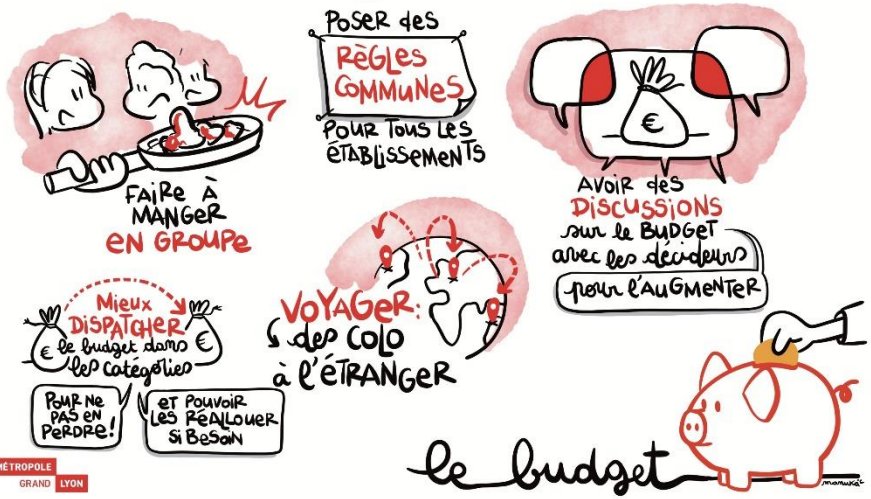 FAIRE À
MANGER
EN GROUPE
POSER des
RÈGLES
COMMUNES
POUR TOUS LES
ÉTABLISSEMENTS
€
AVOIR des
DISCUSSIONS
sur le BUDGET
avec les décideurs
pour l'AUGMENTER
Mieux
DISPATCHER
le budget dans
les catégories
€
€
POUR NE
PAS EN
PERDRE!
ET POUVOIR
LES RÉALLOUER
SI BESOIN
VOYAGER:
des COLO
à l'ÉTRANGER
le budget
MÉTROPOLE
GRAND LYON